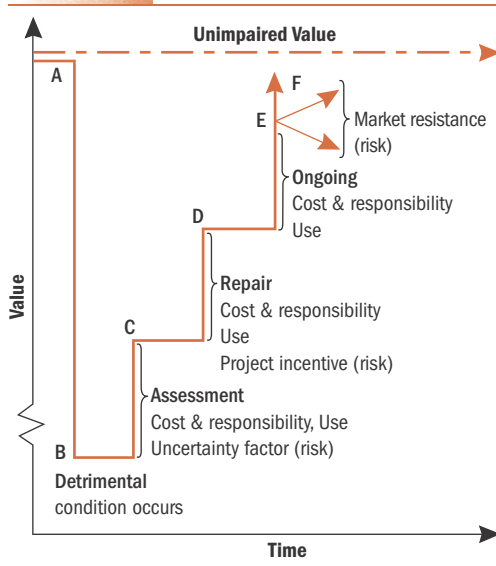 Unimpaired Value
A
F
E
Market resistance
(risk)
Ongoing
Cost & responsibility
Use
D
Repair
Cost & responsibility
Use
Project incentive (risk)
C
Assessment
Cost & responsibility, Use
Uncertainty factor (risk)
B
Detrimental
condition occurs
Value
Time